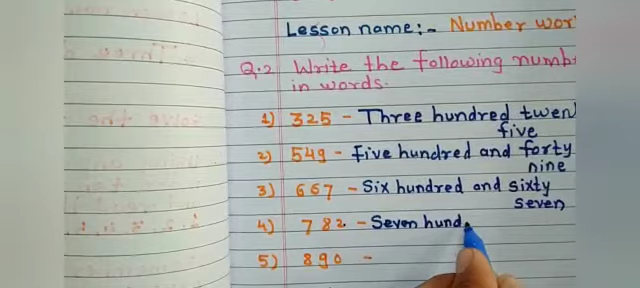 Lesson name:- Number wor
Q.2 Write the following numb
in words.
1) 325 - Three hundred twen
five
2) 549 - Five hundred and forty
nine
3) 667 - Six hundred and sixty
seven
4) 782 - Seven hund
5) 890 -